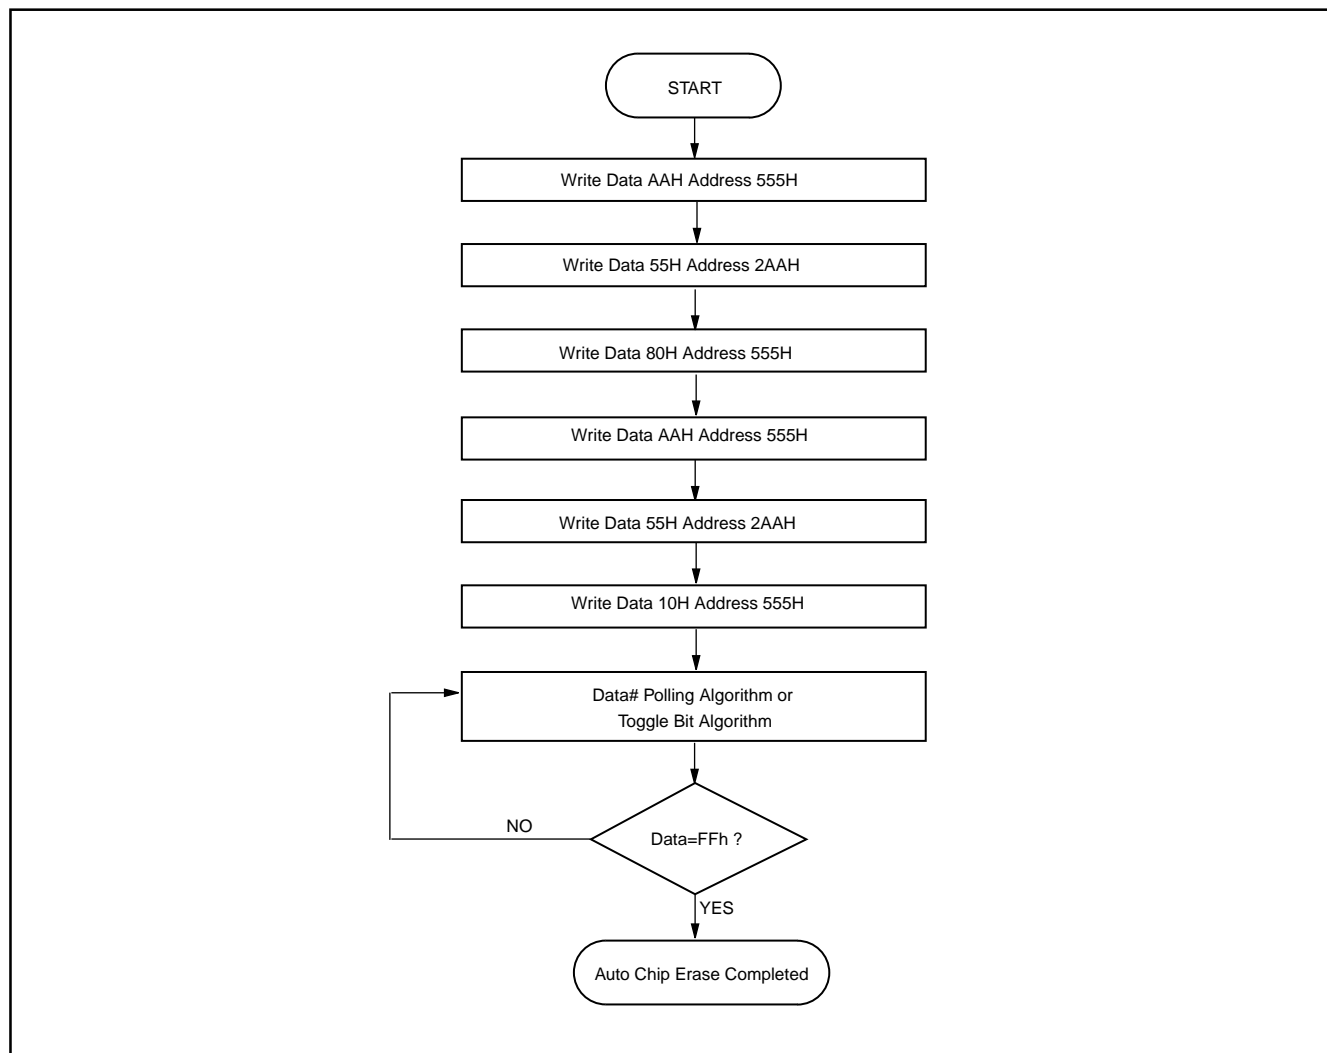 START
Write Data AAH Address 555H
Write Data 55H Address 2AAH
Write Data 80H Address 555H
Write Data AAH Address 555H
Write Data 55H Address 2AAH
Write Data 10H Address 555H
Data# Polling Algorithm or
Toggle Bit Algorithm
NO
Data=FFh ?
YES
Auto Chip Erase Completed